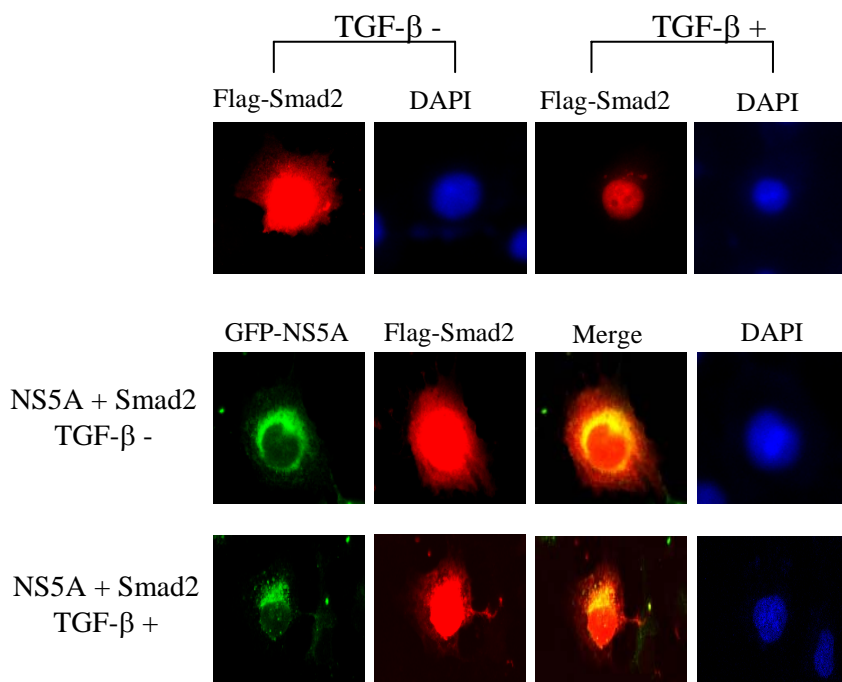 TGF-β - TGF-β +
Flag-Smad2 DAPI Flag-Smad2 DAPI
GFP-NS5A Flag-Smad2 Merge DAPI
NS5A + Smad2
TGF-β -
NS5A + Smad2
TGF-β +